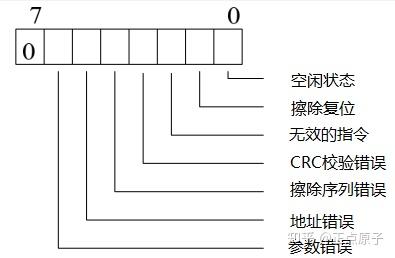 7 0
0
空闲状态
擦除复位
无效的指令
CRC校验错误
擦除序列错误
地址错误
参数错误
知乎 @正点原子